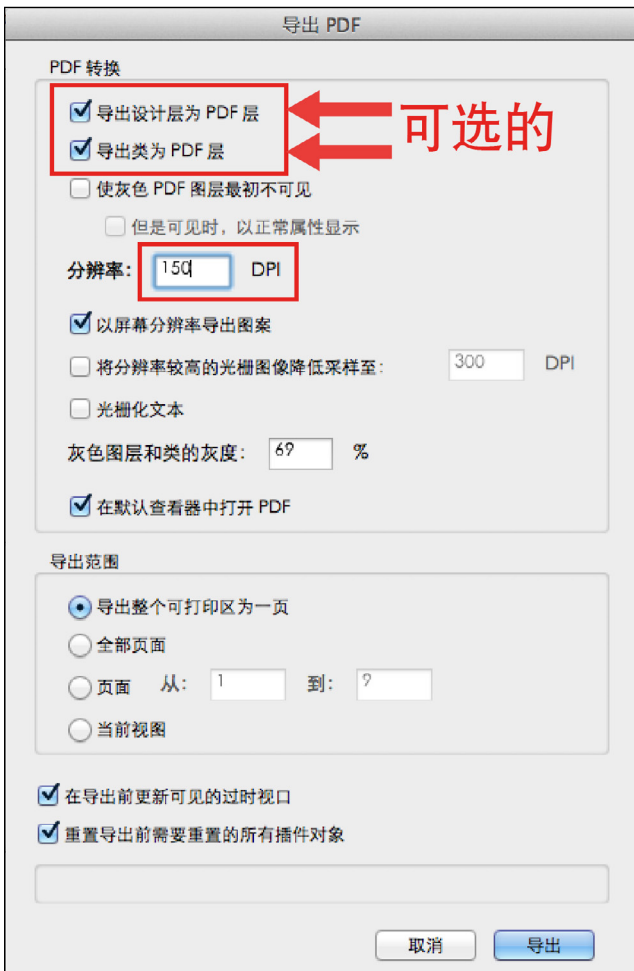 导出 PDF
PDF 转换
导出设计层为 PDF 层
导出类为 PDF 层
可选的
使灰色 PDF 图层最初不可见
但是可见时，以正常属性显示
分辨率： 150 DPI
以屏幕分辨率导出图案
将分辨率较高的光栅图像降低采样至： 300 DPI
光栅化文本
灰色图层和类的灰度： 69 %
在默认查看器中打开 PDF
导出范围
导出整个可打印区为一页
全部页面
页面 从： 1 到： 9
当前视图
在导出前更新可见的过时视口
重置导出前需要重置的所有插件对象
取消 导出